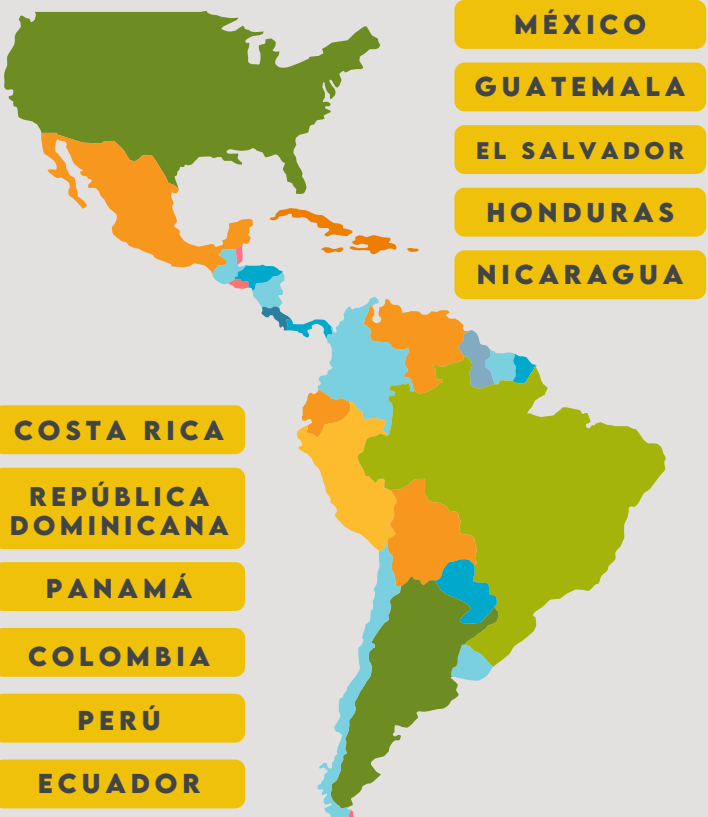 MÉXICO
GUATEMALA
EL SALVADOR
HONDURAS
NICARAGUA
COSTA RICA
REPÚBLICA
DOMINICANA
PANAMÁ
COLOMBIA
PERÚ
ECUADOR